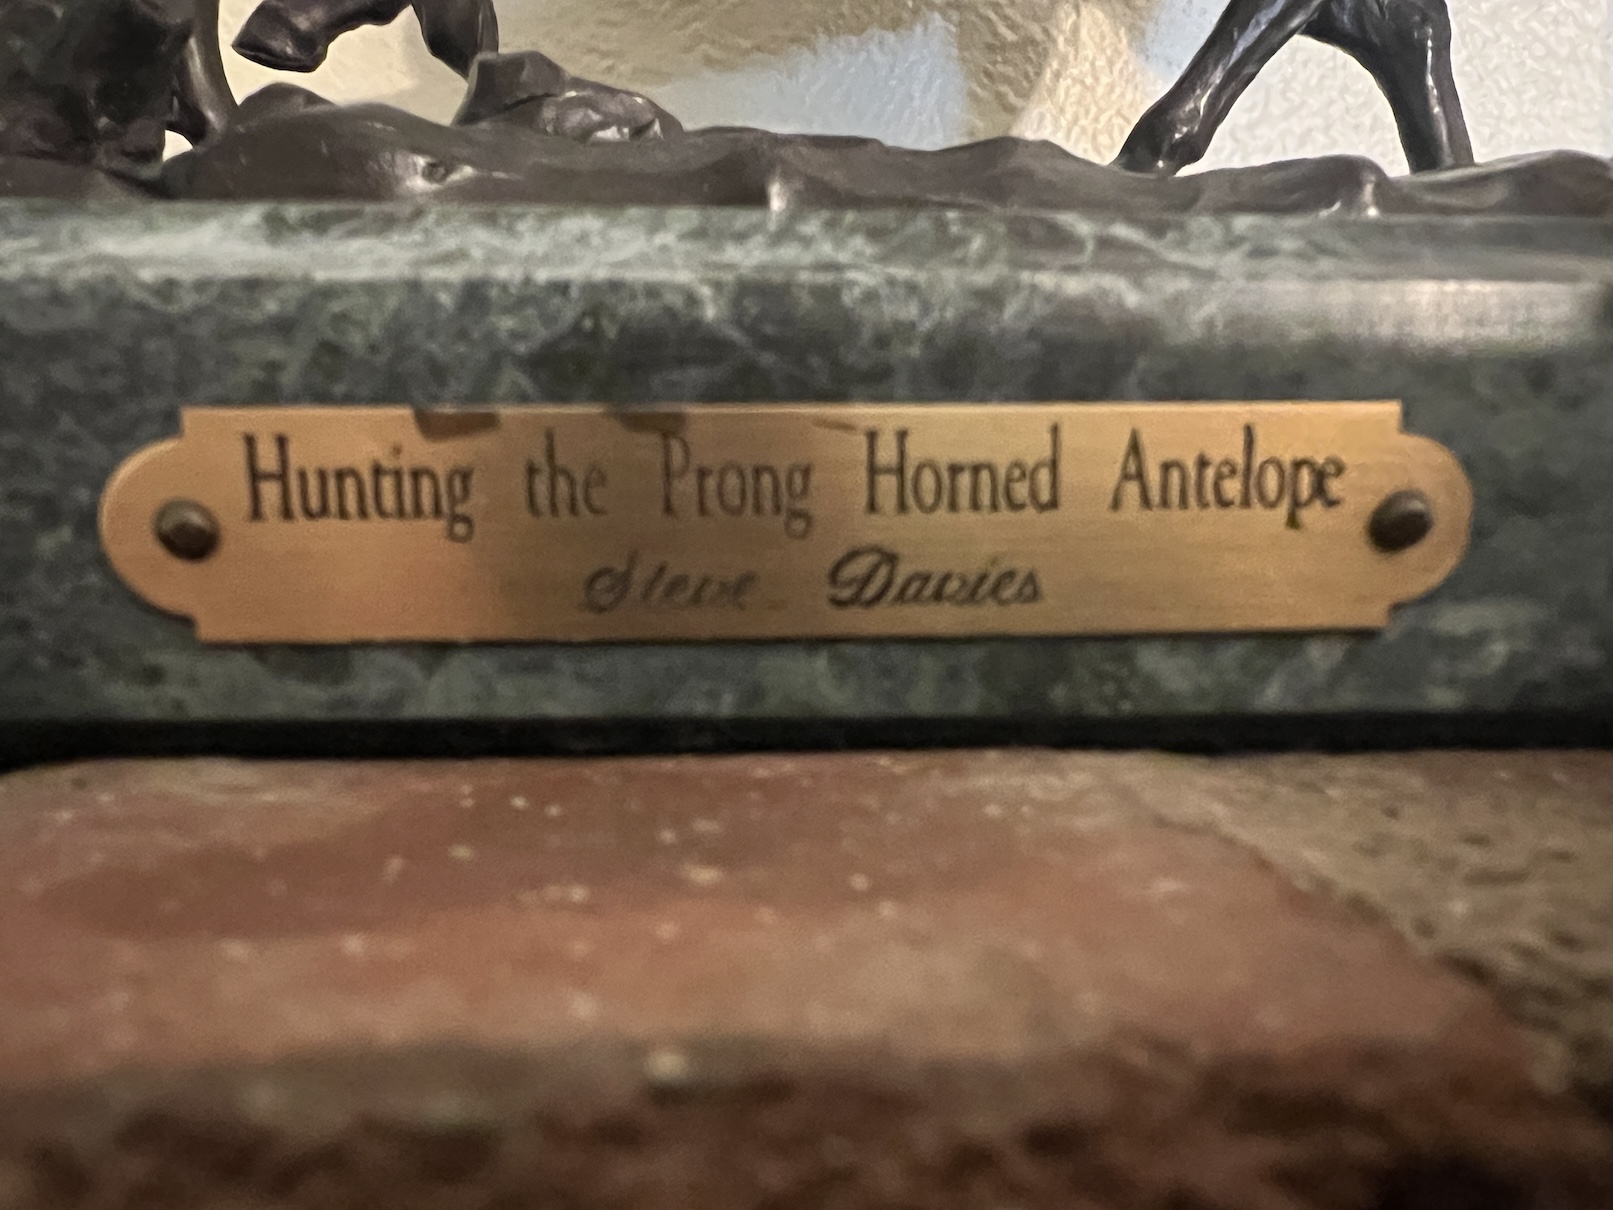 Hunting the Prong Horned Antelope
Steve Davies